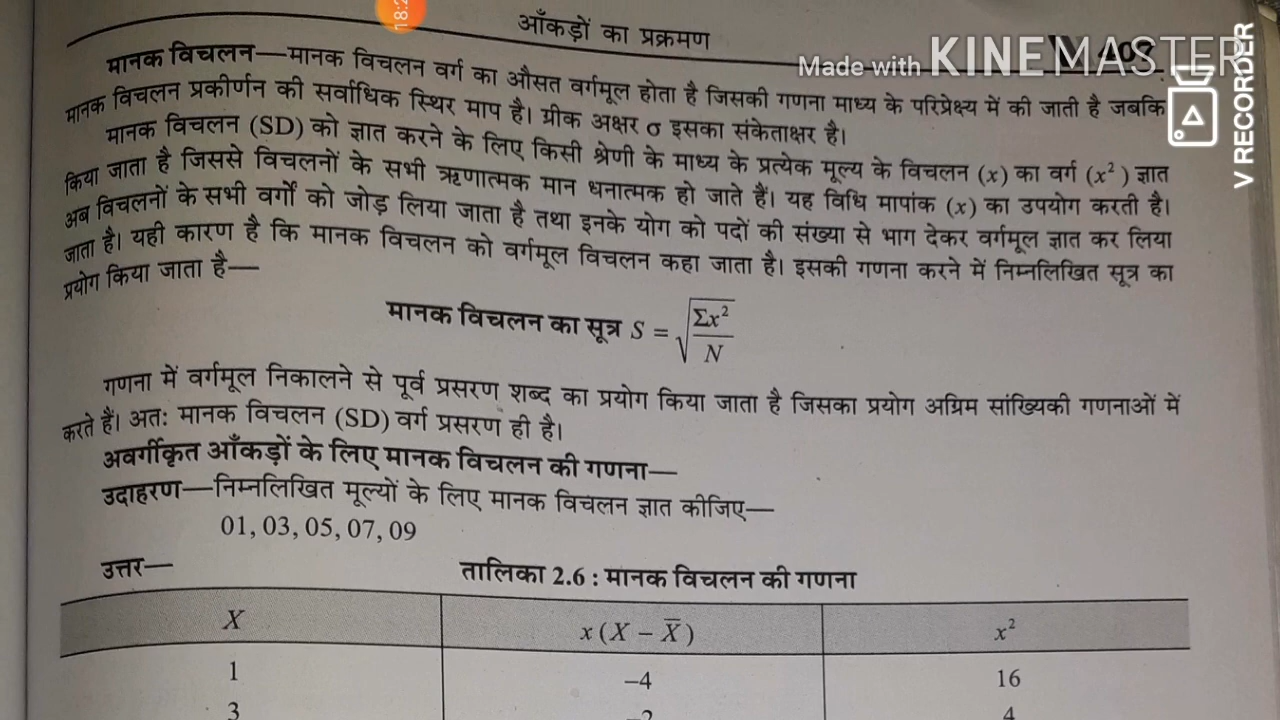 आँकड़ों का प्रक्रमण
407
Made with KINEMASTER
V RECORDER
18:2
मानक विचलन—मानक विचलन वर्ग का औसत वर्गमूल होता है जिसकी गणना माध्य के परिप्रेक्ष्य में की जाती है जबकि
मानक विचलन प्रकीर्णन की सर्वाधिक स्थिर माप है। ग्रीक अक्षर σ इसका संकेताक्षर है।
मानक विचलन (SD) को ज्ञात करने के लिए किसी श्रेणी के माध्य के प्रत्येक मूल्य के विचलन (x) का वर्ग (x²) ज्ञात
किया जाता है जिससे विचलनों के सभी ऋणात्मक मान धनात्मक हो जाते हैं। यह विधि मापांक (x) का उपयोग करती है।
अब विचलनों के सभी वर्गों को जोड़ लिया जाता है तथा इनके योग को पदों की संख्या से भाग देकर वर्गमूल ज्ञात कर लिया
जाता है। यही कारण है कि मानक विचलन को वर्गमूल विचलन कहा जाता है। इसकी गणना करने में निम्नलिखित सूत्र का
प्रयोग किया जाता है—
मानक विचलन का सूत्र S = √(Σx²/N)
गणना में वर्गमूल निकालने से पूर्व प्रसरण शब्द का प्रयोग किया जाता है जिसका प्रयोग अग्रिम सांख्यिकी गणनाओं में
करते हैं। अतः मानक विचलन (SD) वर्ग प्रसरण ही है।
अवर्गीकृत आँकड़ों के लिए मानक विचलन की गणना—
उदाहरण—निम्नलिखित मूल्यों के लिए मानक विचलन ज्ञात कीजिए—
01, 03, 05, 07, 09
उत्तर— तालिका 2.6 : मानक विचलन की गणना
X x (X – X̄) x²
1 –4 16
3 –2 4